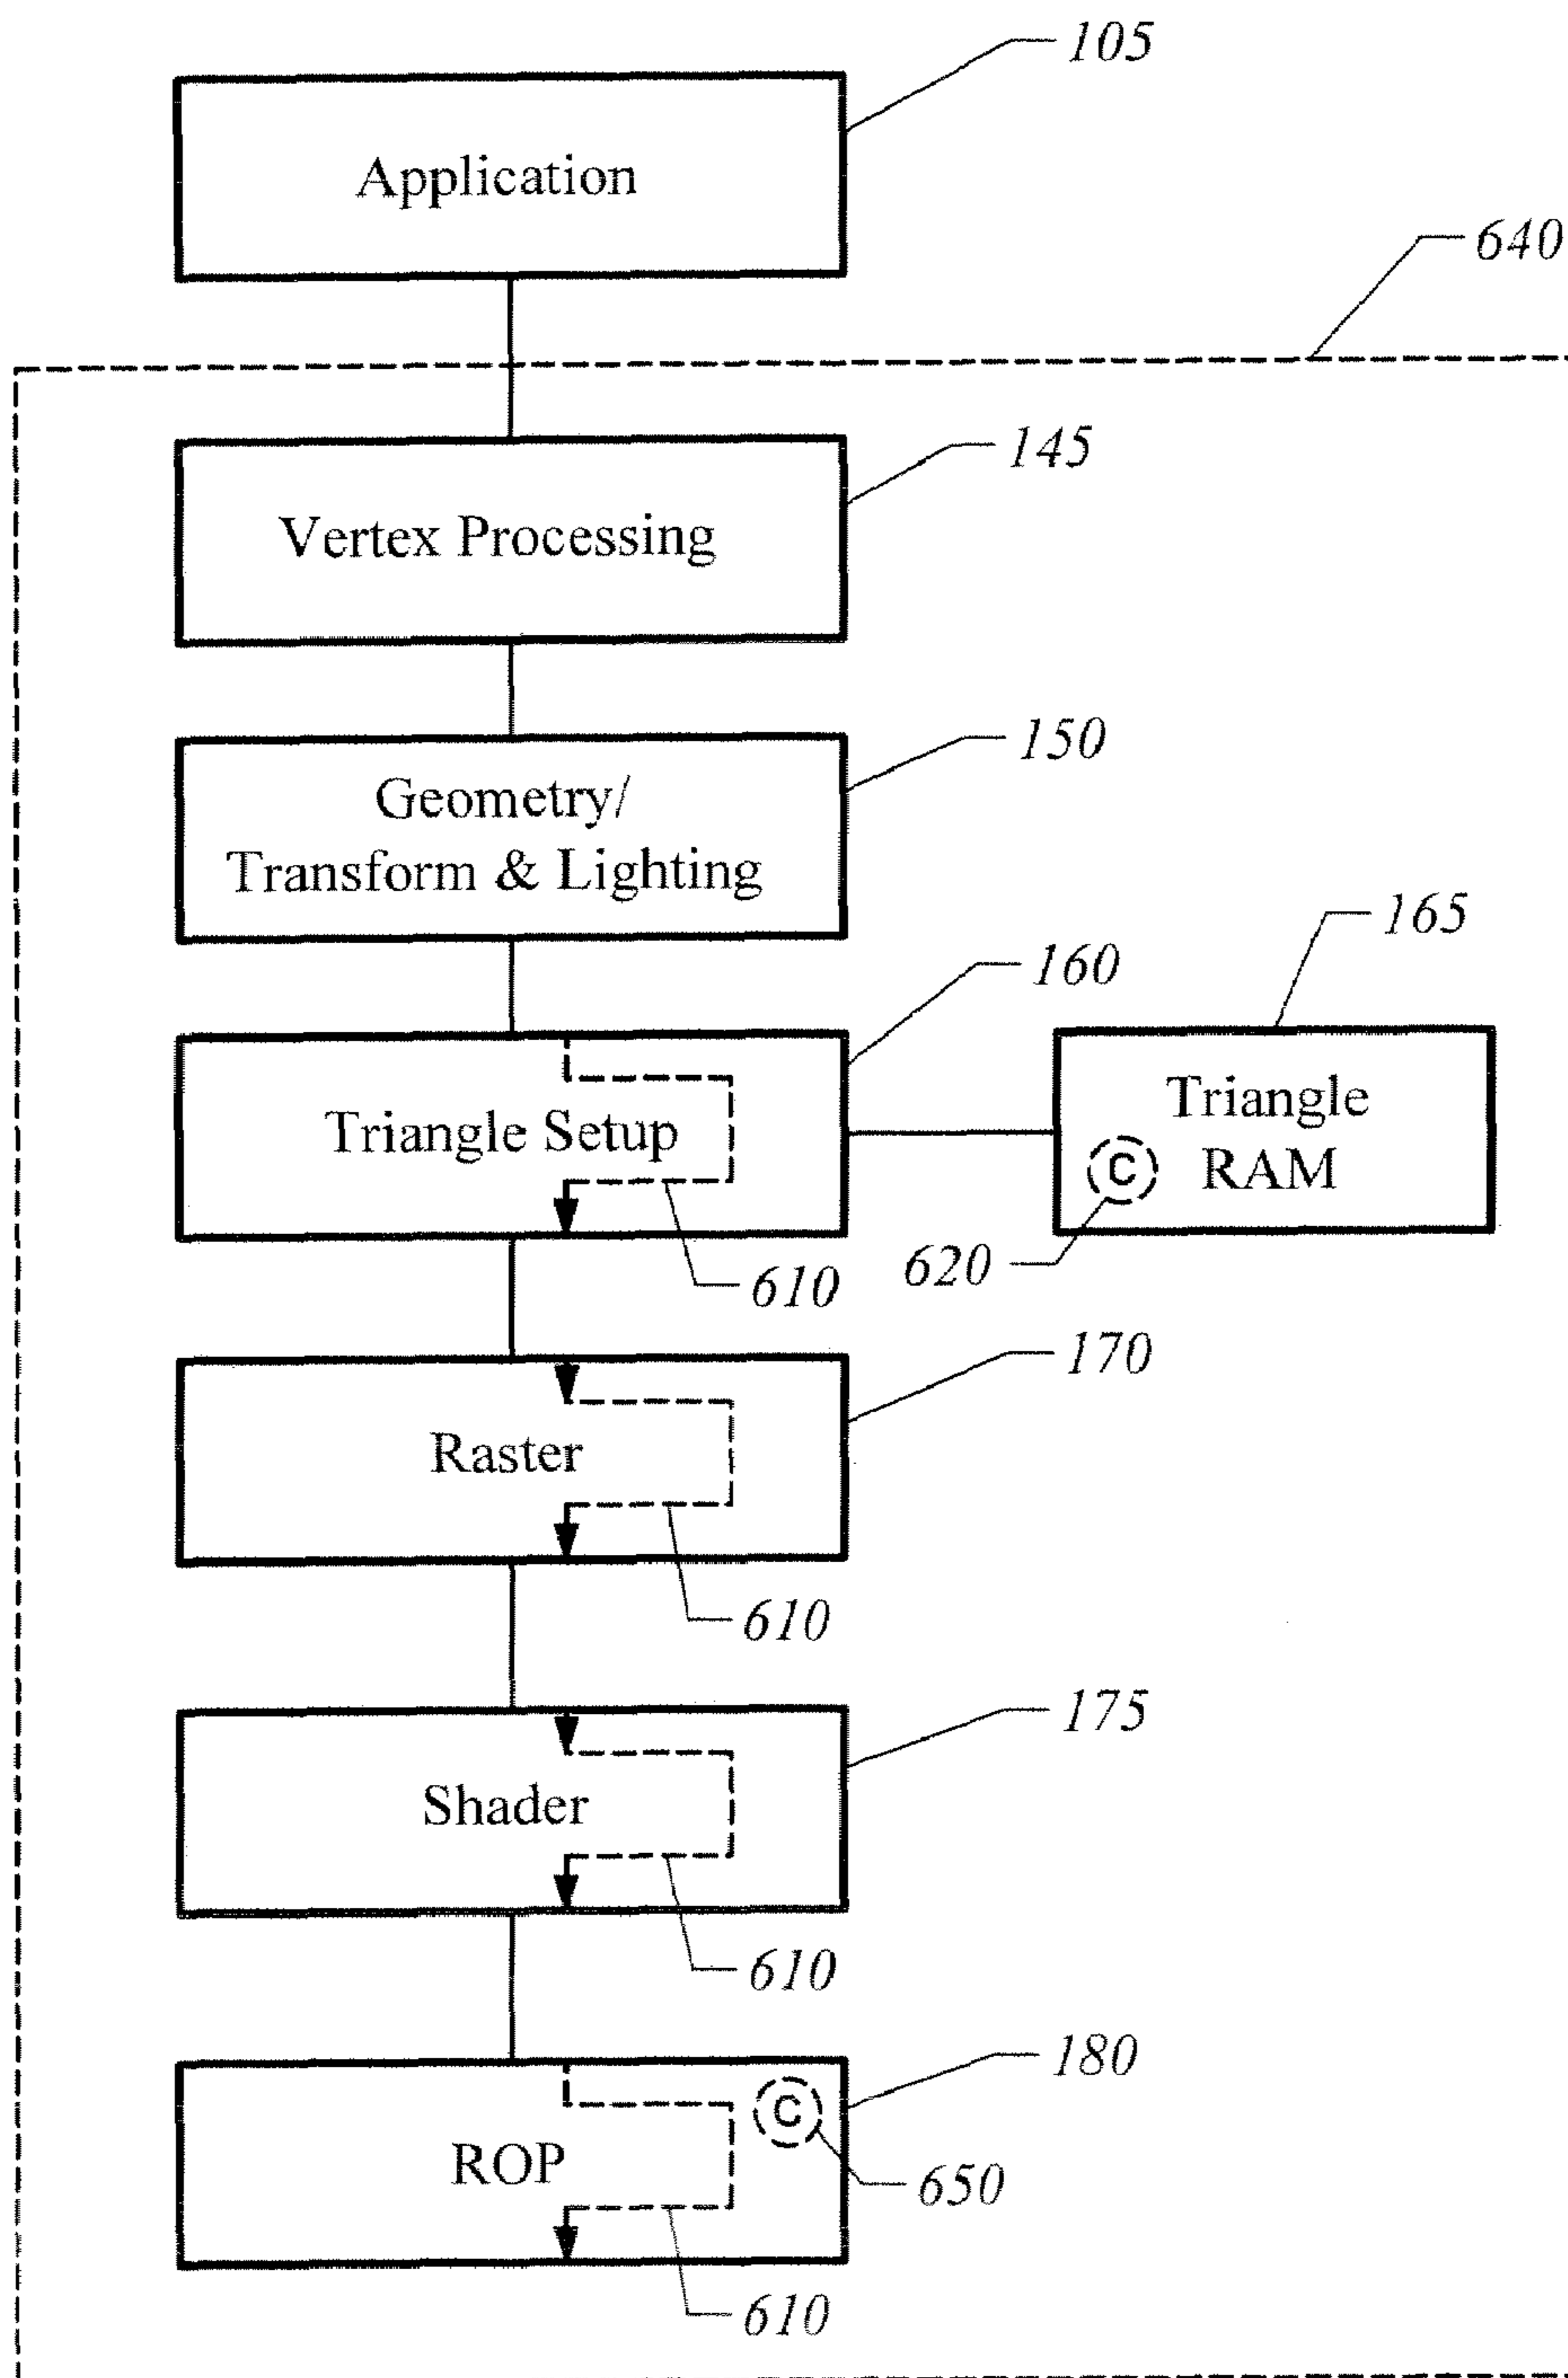 105
Application
640
145
Vertex Processing
150
Geometry/
Transform & Lighting
165
160
Triangle Setup
Triangle
RAM
C
620
610
170
Raster
610
175
Shader
610
180
C
ROP
650
610